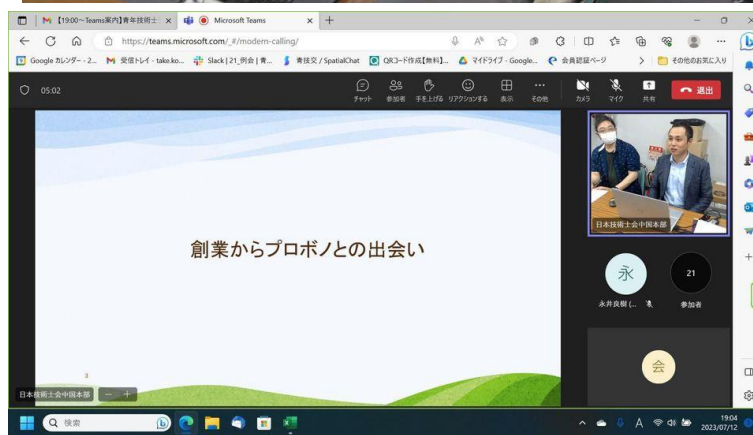 【19:00~Teams案内】青年技術士
Microsoft Teams
https://teams.microsoft.com/_#/modern-calling/
Google カレンダー - 2...
受信トレイ - take.ko...
Slack | 21_例会 | 青...
青技交 / SpatialChat
QRコード作成【無料】...
マイドライブ - Google...
会員認証ページ
その他のお気に入り
05:02
チャット
参加者
手を上げる
リアクションする
表示
その他
カメラ
マイク
共有
退出
創業からプロボノとの出会い
3
日本技術士会中国本部
日本技術士会中国本部
永
永井良樹 (...
21
参加者
会
検索
A
19:04
2023/07/12